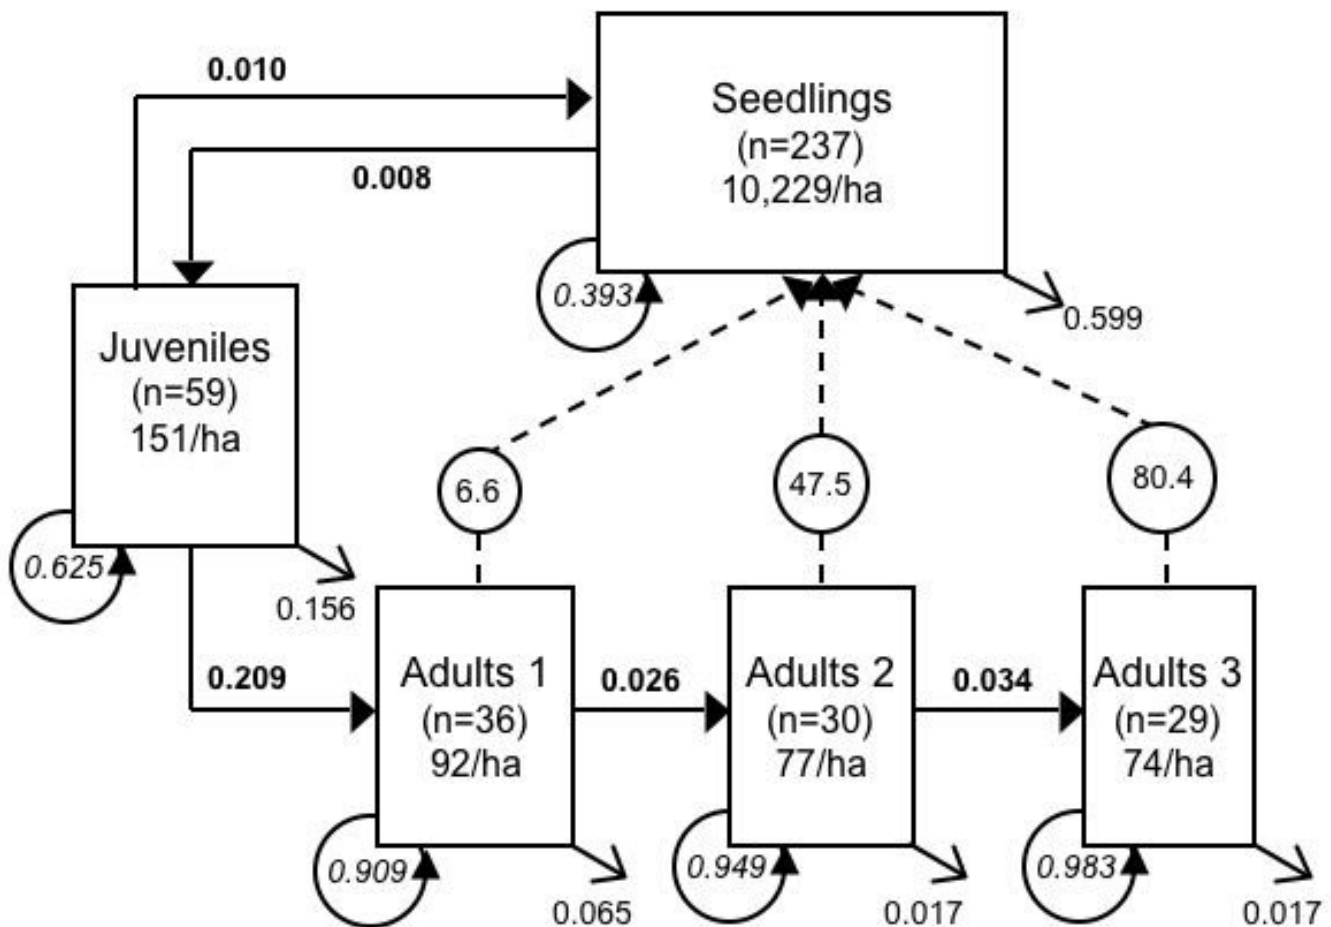 0.010
Seedlings
(n=237)
10,229/ha
0.008
0.393
0.599
Juveniles
(n=59)
151/ha
6.6
47.5
80.4
0.625
0.156
0.209
Adults 1
(n=36)
92/ha
0.026
Adults 2
(n=30)
77/ha
0.034
Adults 3
(n=29)
74/ha
0.909
0.065
0.949
0.017
0.983
0.017